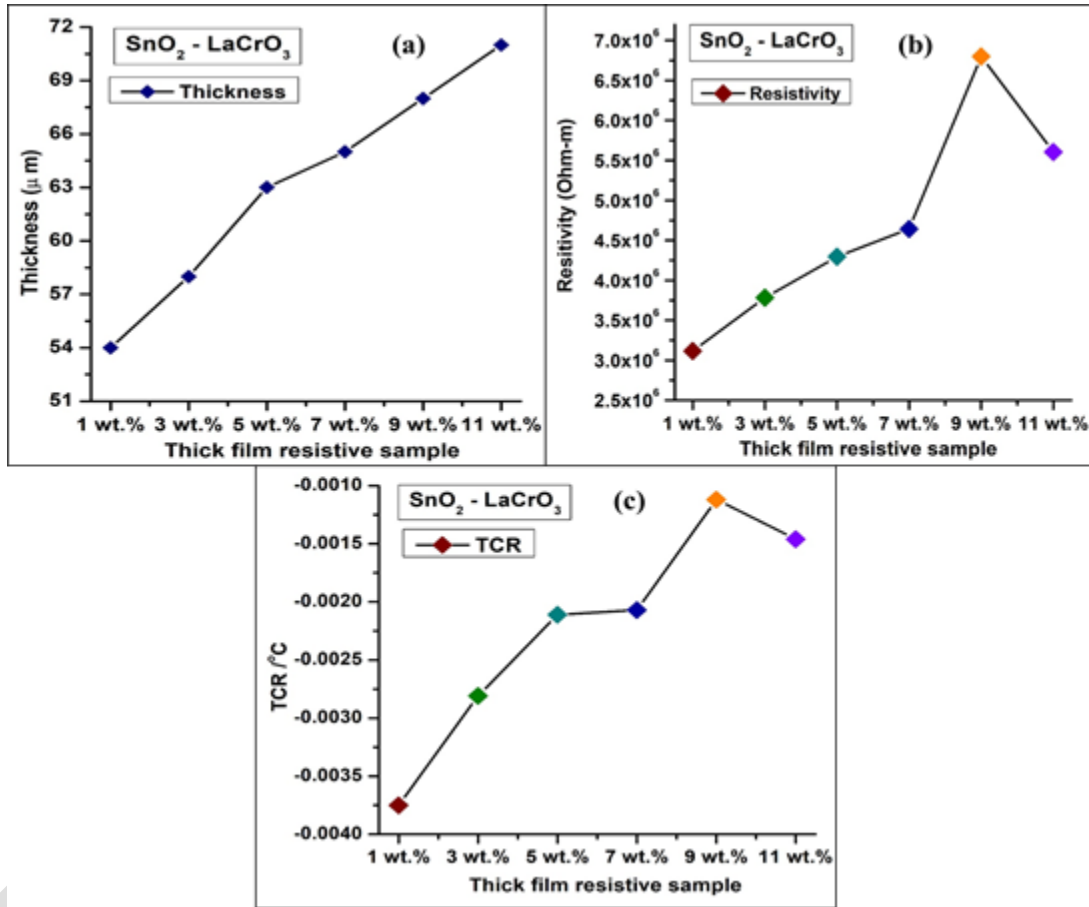 SnO₂ - LaCrO₃
(a)
Thickness
72
69
66
63
60
57
54
51
Thickness (μ m)
1 wt.% 3 wt.% 5 wt.% 7 wt.% 9 wt.% 11 wt.%
Thick film resistive sample
SnO₂ - LaCrO₃
(b)
Resistivity
7.0x10⁶
6.5x10⁶
6.0x10⁶
5.5x10⁶
5.0x10⁶
4.5x10⁶
4.0x10⁶
3.5x10⁶
3.0x10⁶
2.5x10⁶
Resitivity (Ohm-m)
1 wt.% 3 wt.% 5 wt.% 7 wt.% 9 wt.% 11 wt.%
Thick film resistive sample
SnO₂ - LaCrO₃
(c)
TCR
-0.0010
-0.0015
-0.0020
-0.0025
-0.0030
-0.0035
-0.0040
TCR /°C
1 wt.% 3 wt.% 5 wt.% 7 wt.% 9 wt.% 11 wt.%
Thick film resistive sample